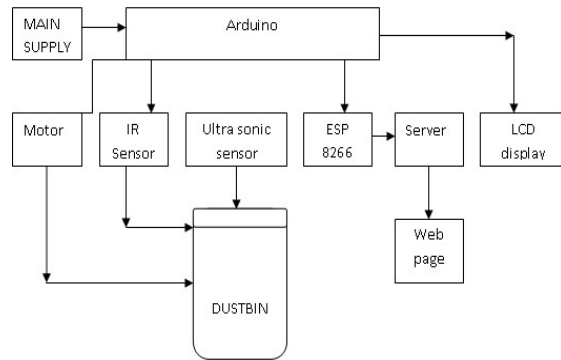 MAIN
SUPPLY
Arduino
Motor
IR
Sensor
Ultra sonic
sensor
ESP
8266
Server
LCD
display
Web
page
DUSTBIN